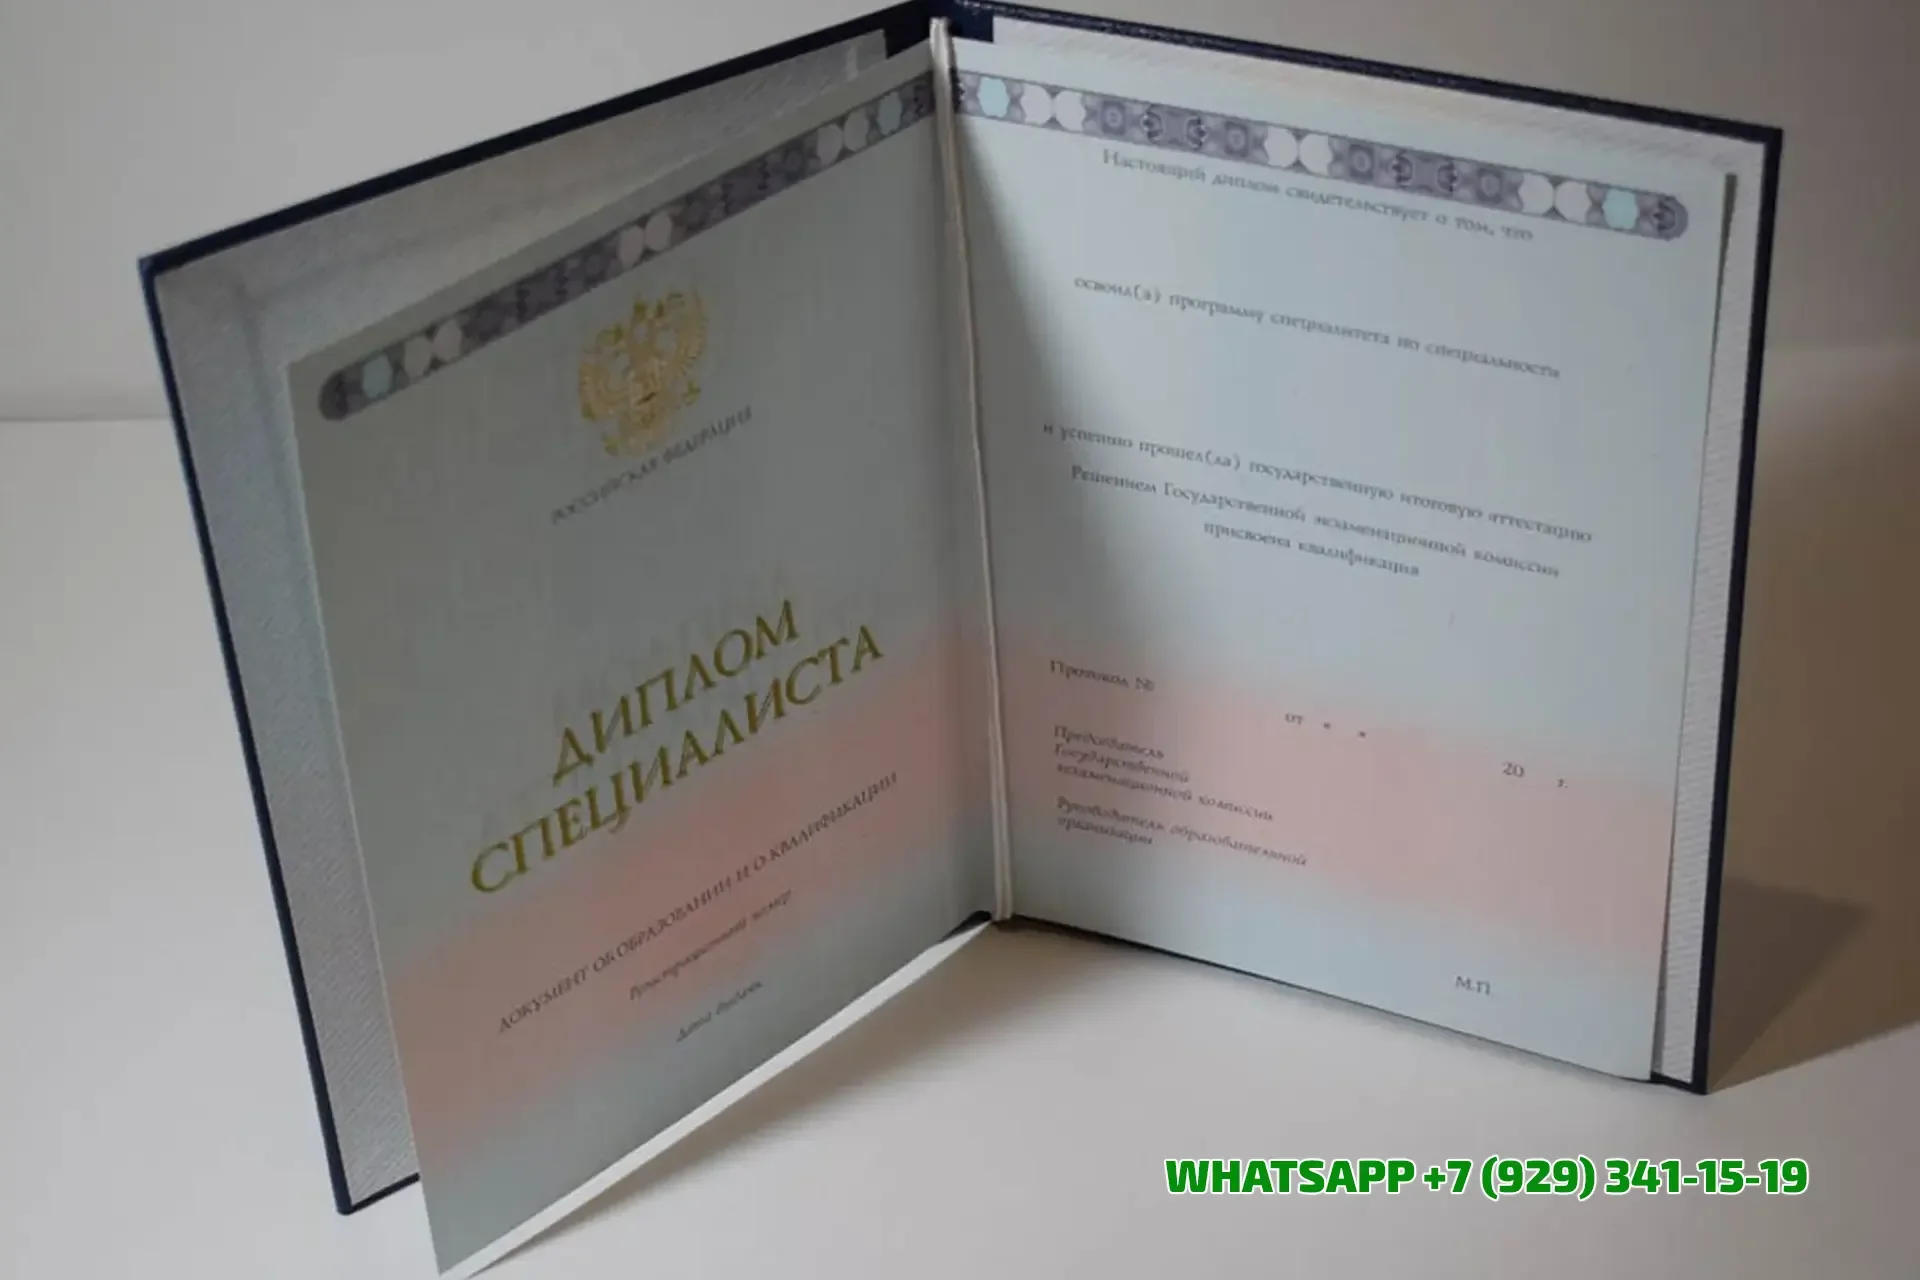 РОССИЙСКАЯ ФЕДЕРАЦИЯ
ДИПЛОМ
СПЕЦИАЛИСТА
ДОКУМЕНТ ОБ ОБРАЗОВАНИИ И О КВАЛИФИКАЦИИ
Регистрационный номер
Дата выдачи
Настоящий диплом свидетельствует о том, что
освоил(а) программу специалитета по специальности
и успешно прошел(ла) государственную итоговую аттестацию
Решением Государственной экзаменационной комиссии
присвоена квалификация
Протокол №
от « » 20 г.
Председатель
Государственной
экзаменационной комиссии
Руководитель образовательной
организации
М.П.
WHATSAPP +7 (929) 341-15-19